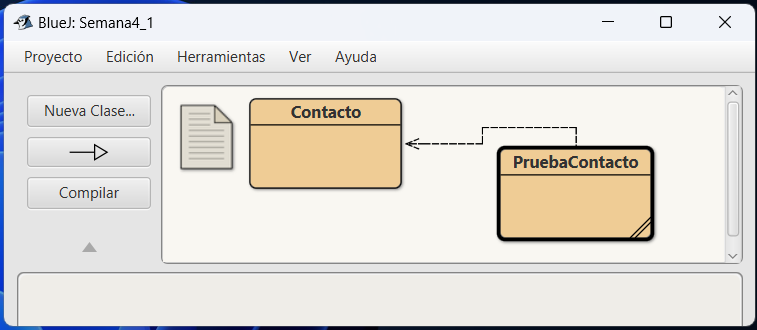 BlueJ: Semana4_1
Proyecto Edición Herramientas Ver Ayuda
Nueva Clase...
Compilar
Contacto
PruebaContacto